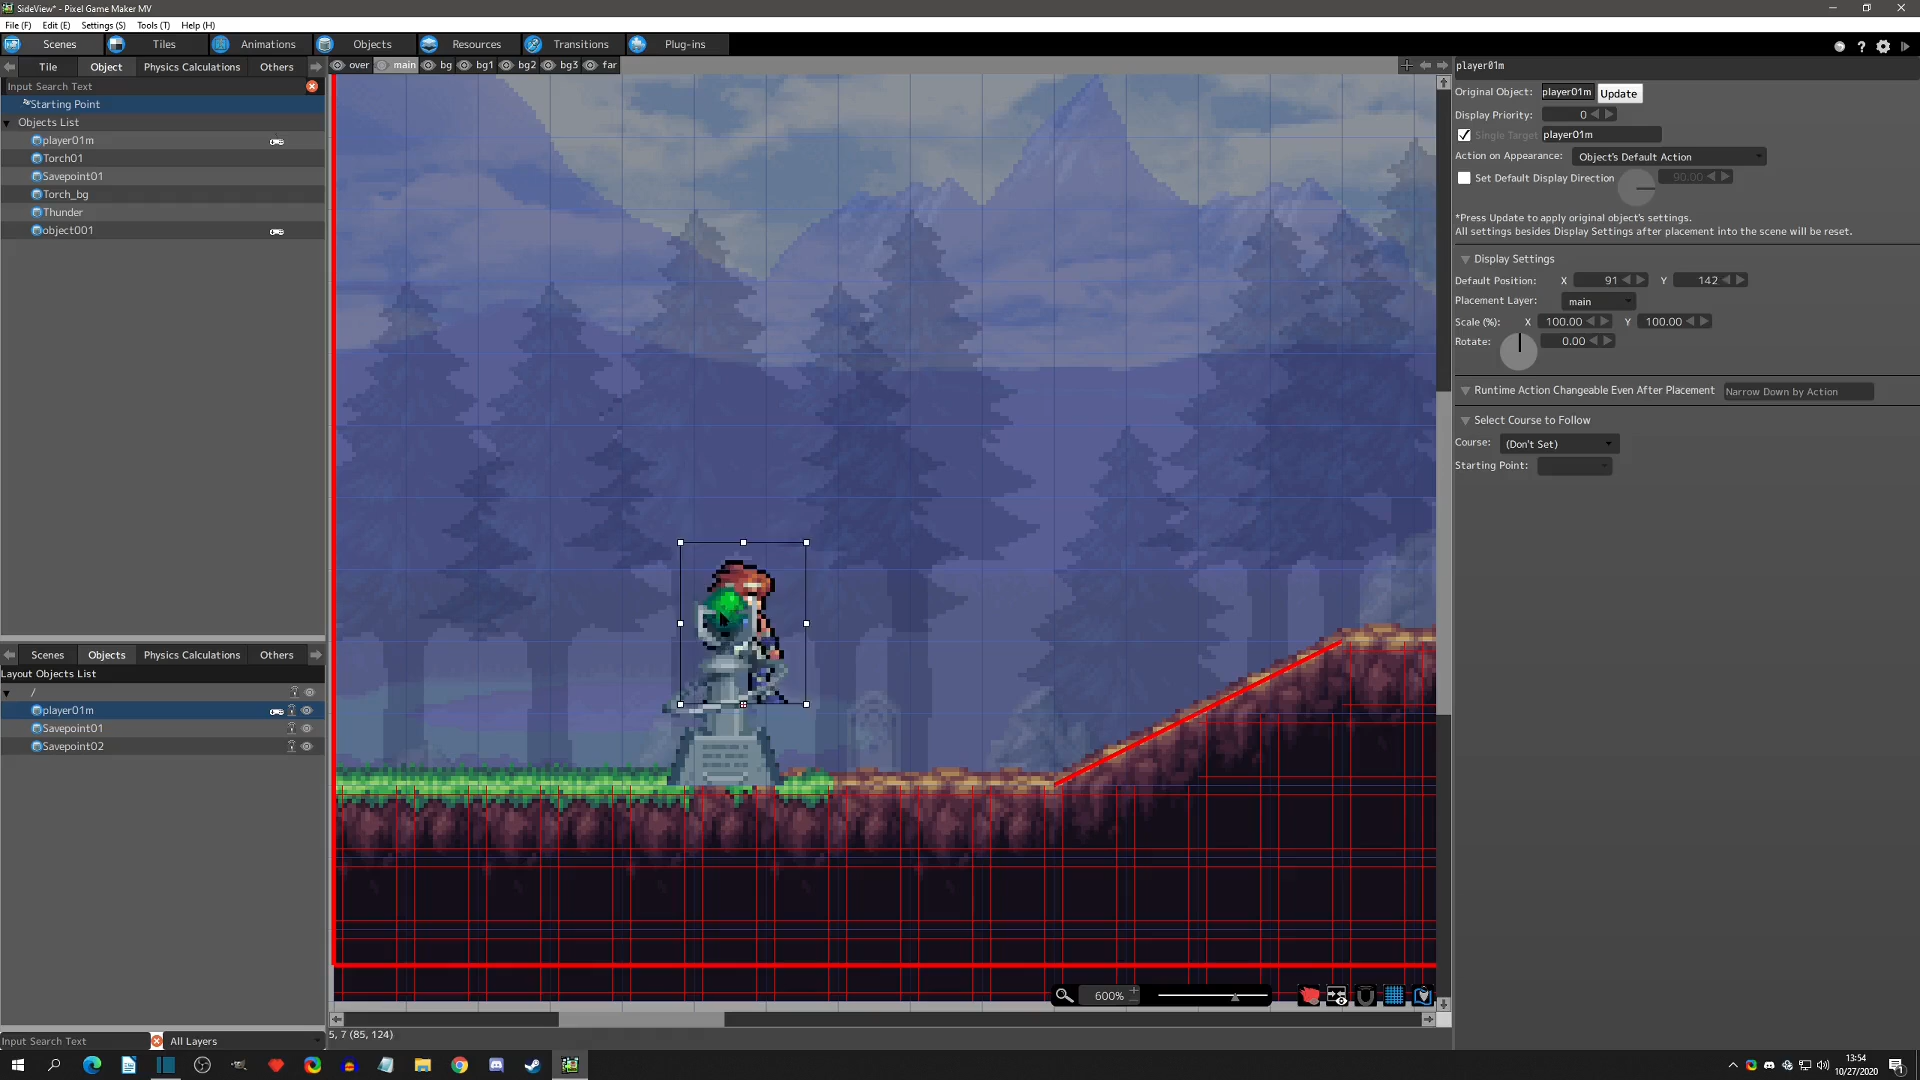 SideView* - Pixel Game Maker MV
File (F) Edit (E) Settings (S) Tools (T) Help (H)
Scenes Tiles Animations Objects Resources Transitions Plug-ins
Tile Object Physics Calculations Others
over main bg bg1 bg2 bg3 far
Input Search Text
Starting Point
Objects List
player01m
Torch01
Savepoint01
Torch_bg
Thunder
object001
player01m
Original Object: player01m Update
Display Priority: 0
Single Target player01m
Action on Appearance: Object's Default Action
Set Default Display Direction 90.00
*Press Update to apply original object's settings.
All settings besides Display Settings after placement into the scene will be reset.
Display Settings
Default Position: X 91 Y 142
Placement Layer: main
Scale (%): X 100.00 Y 100.00
Rotate: 0.00
Runtime Action Changeable Even After Placement Narrow Down by Action
Select Course to Follow
Course: (Don't Set)
Starting Point:
Scenes Objects Physics Calculations Others
Layout Objects List
/
player01m
Savepoint01
Savepoint02
600%
Input Search Text All Layers
5, 7 (85, 124)
13:54
10/27/2020
1